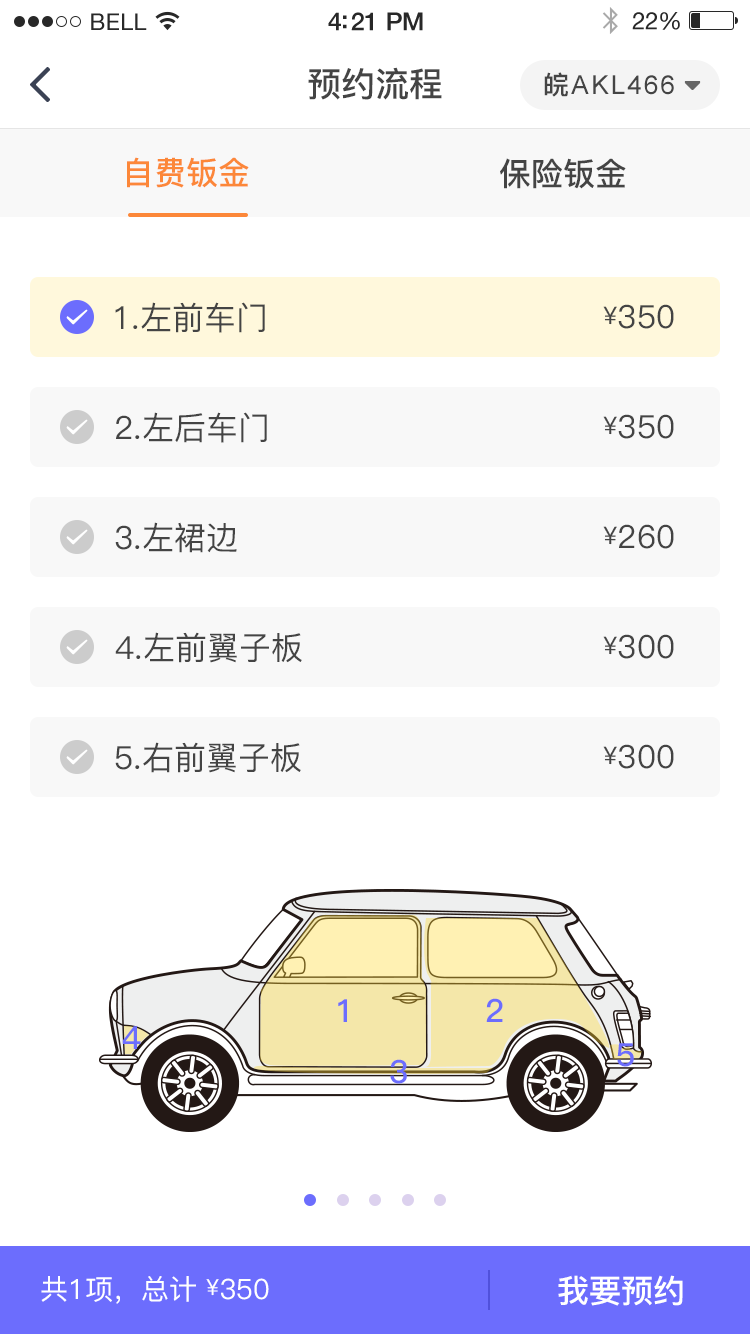 BELL 4:21 PM 22%
预约流程 皖AKL466
自费钣金 保险钣金
1.左前车门 ¥350
2.左后车门 ¥350
3.左裙边 ¥260
4.左前翼子板 ¥300
5.右前翼子板 ¥300
1 2
4 5
3
共1项，总计 ¥350 我要预约